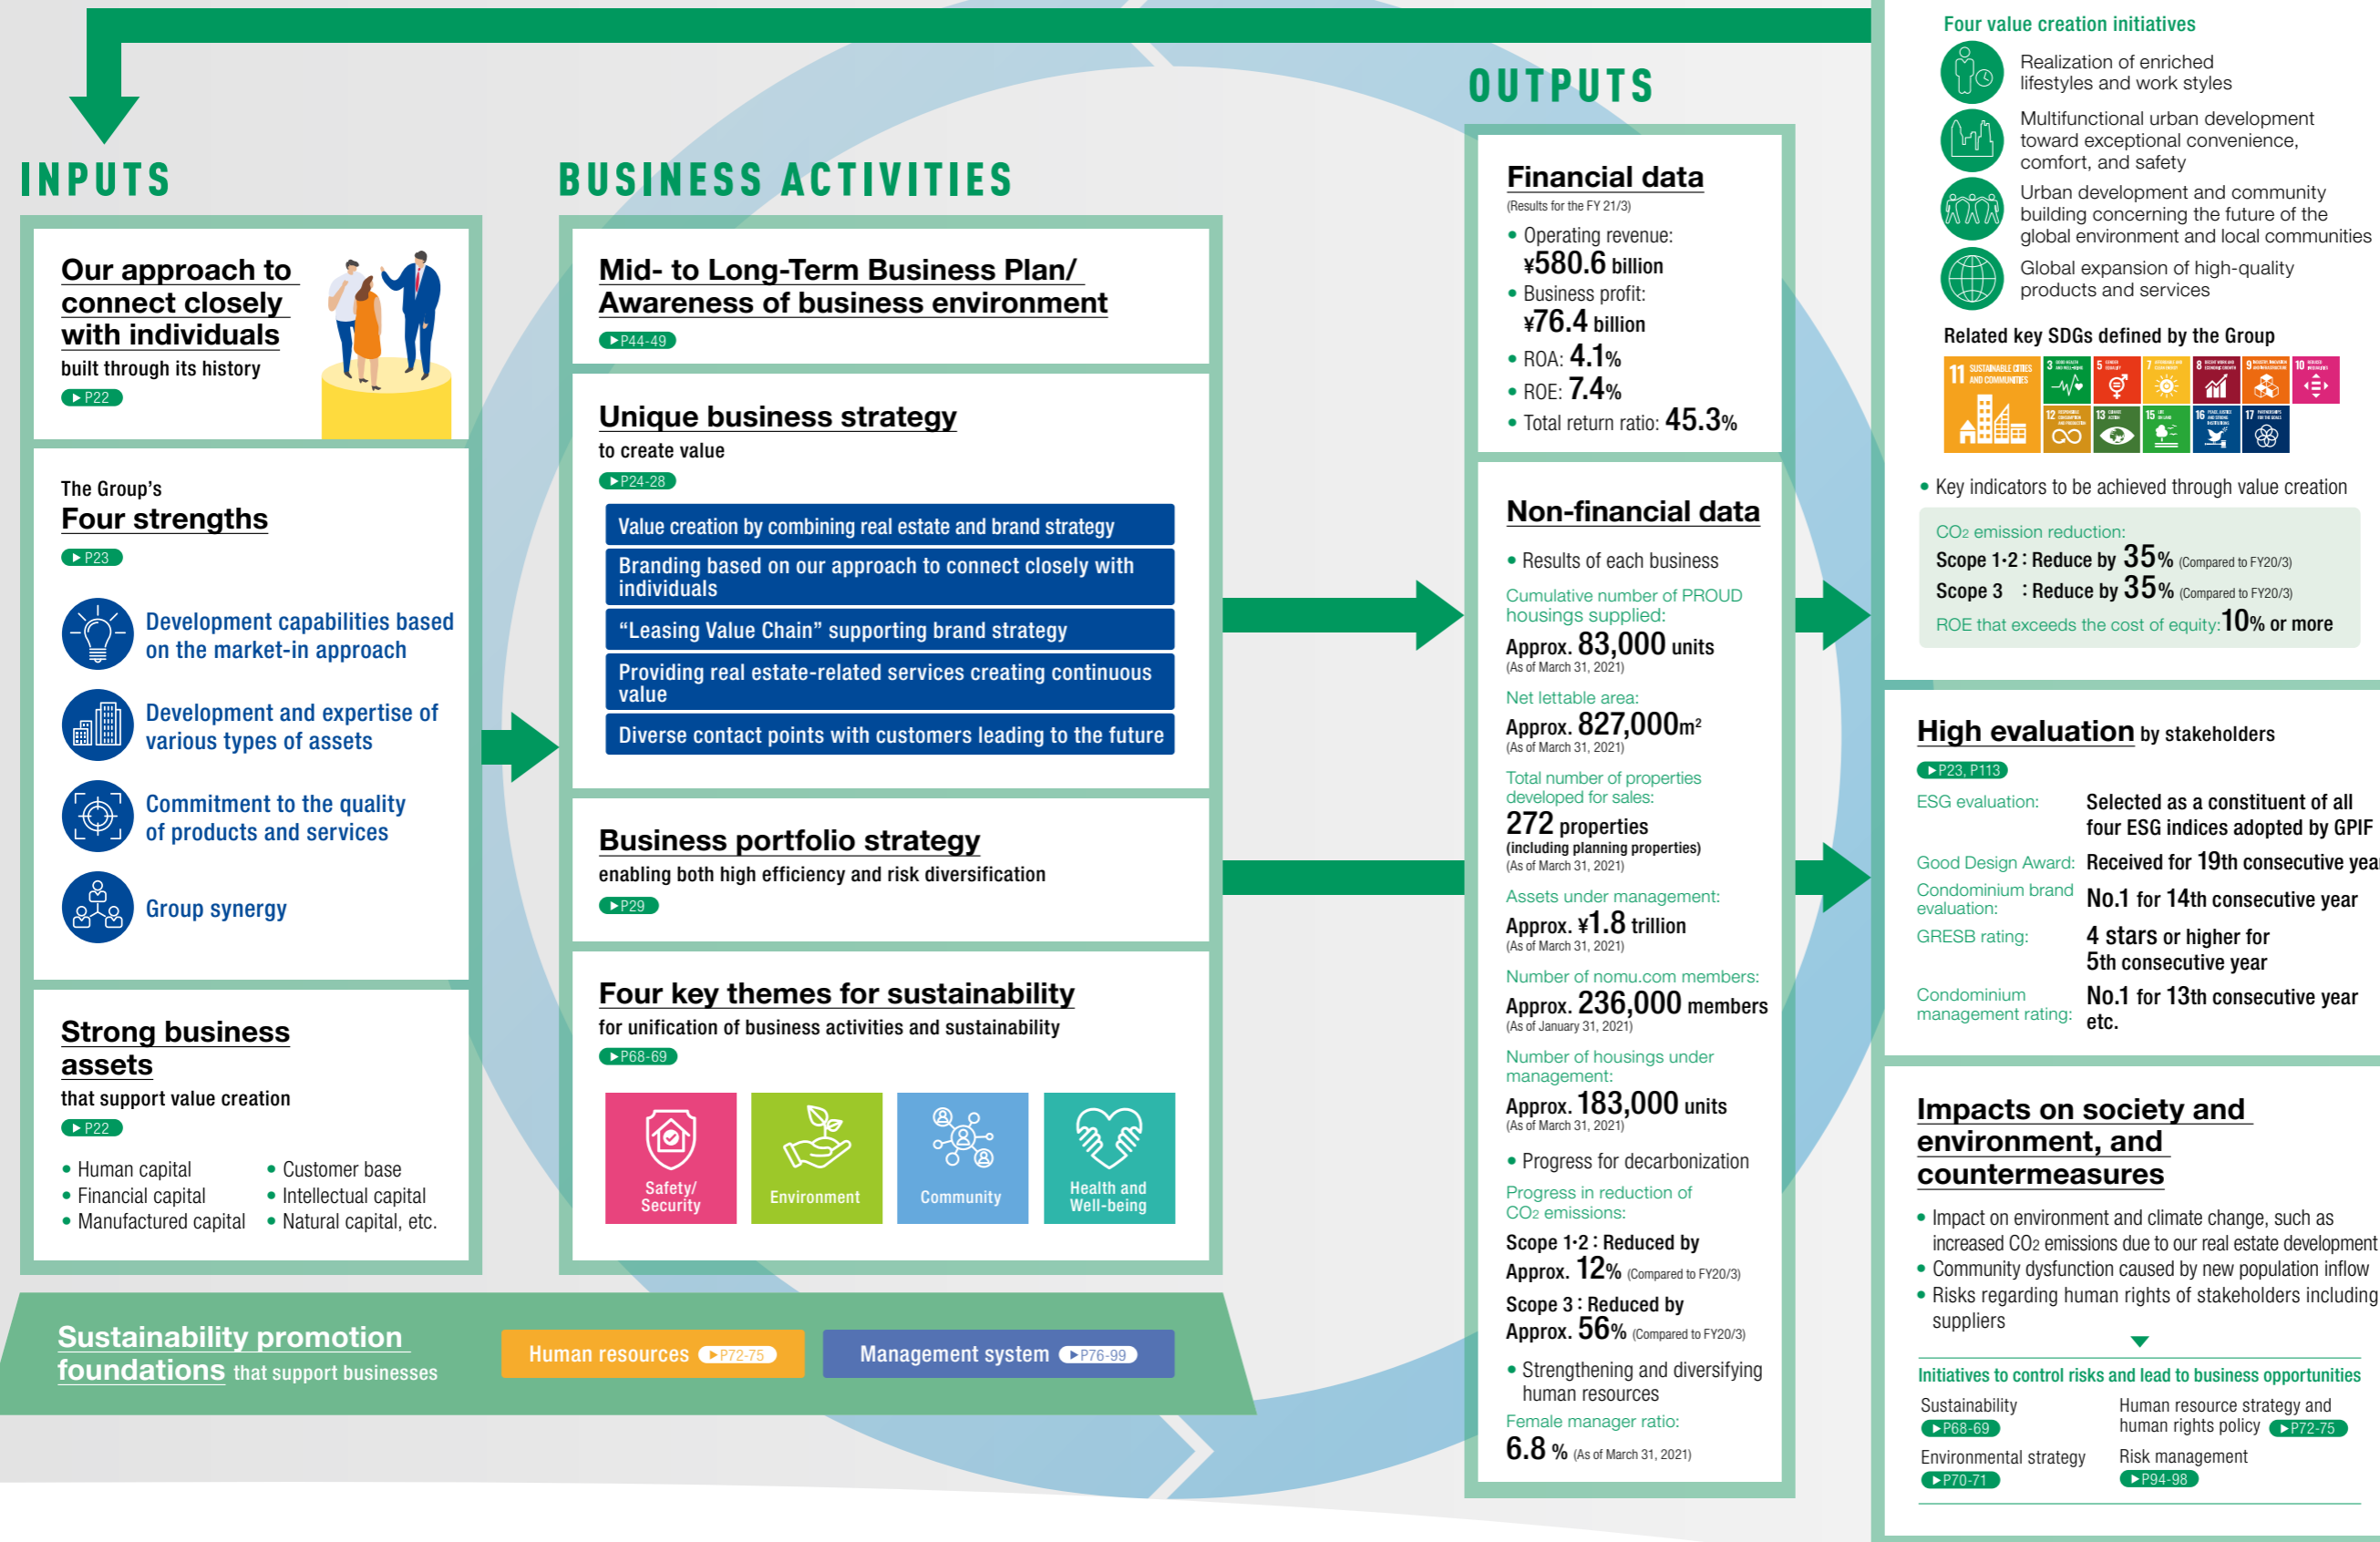 INPUTS
Our approach to
connect closely
with individuals
built through its history
▶ P22
The Group's
Four strengths
▶ P23
Development capabilities based
on the market-in approach
Development and expertise of
various types of assets
Commitment to the quality
of products and services
Group synergy
Strong business
assets
that support value creation
▶ P22
• Human capital
• Financial capital
• Manufactured capital
• Customer base
• Intellectual capital
• Natural capital, etc.
BUSINESS ACTIVITIES
Mid- to Long-Term Business Plan/
Awareness of business environment
▶P44-49
Unique business strategy
to create value
▶P24-28
Value creation by combining real estate and brand strategy
Branding based on our approach to connect closely with
individuals
“Leasing Value Chain” supporting brand strategy
Providing real estate-related services creating continuous
value
Diverse contact points with customers leading to the future
Business portfolio strategy
enabling both high efficiency and risk diversification
▶P29
Four key themes for sustainability
for unification of business activities and sustainability
▶P68-69
Safety/
Security
Environment
Community
Health and
Well-being
Sustainability promotion
foundations that support businesses
Human resources ▶P72-75
Management system ▶P76-99
OUTPUTS
Financial data
(Results for the FY 21/3)
• Operating revenue:
¥580.6 billion
• Business profit:
¥76.4 billion
• ROA: 4.1%
• ROE: 7.4%
• Total return ratio: 45.3%
Non-financial data
• Results of each business
Cumulative number of PROUD
housings supplied:
Approx. 83,000 units
(As of March 31, 2021)
Net lettable area:
Approx. 827,000m²
(As of March 31, 2021)
Total number of properties
developed for sales:
272 properties
(including planning properties)
(As of March 31, 2021)
Assets under management:
Approx. ¥1.8 trillion
(As of March 31, 2021)
Number of nomu.com members:
Approx. 236,000 members
(As of January 31, 2021)
Number of housings under
management:
Approx. 183,000 units
(As of March 31, 2021)
• Progress for decarbonization
Progress in reduction of
CO2 emissions:
Scope 1·2 : Reduced by
Approx. 12% (Compared to FY20/3)
Scope 3 : Reduced by
Approx. 56% (Compared to FY20/3)
• Strengthening and diversifying
human resources
Female manager ratio:
6.8 % (As of March 31, 2021)
Four value creation initiatives
Realization of enriched
lifestyles and work styles
Multifunctional urban development
toward exceptional convenience,
comfort, and safety
Urban development and community
building concerning the future of the
global environment and local communities
Global expansion of high-quality
products and services
Related key SDGs defined by the Group
11 SUSTAINABLE CITIES
AND COMMUNITIES
3
5
7
8
9
10
12
13
15
16
17
• Key indicators to be achieved through value creation
CO2 emission reduction:
Scope 1·2 : Reduce by 35% (Compared to FY20/3)
Scope 3 : Reduce by 35% (Compared to FY20/3)
ROE that exceeds the cost of equity: 10% or more
High evaluation by stakeholders
▶P23, P113
ESG evaluation: Selected as a constituent of all
four ESG indices adopted by GPIF
Good Design Award: Received for 19th consecutive year
Condominium brand
evaluation: No.1 for 14th consecutive year
GRESB rating: 4 stars or higher for
5th consecutive year
Condominium
management rating: No.1 for 13th consecutive year
etc.
Impacts on society and
environment, and
countermeasures
• Impact on environment and climate change, such as
increased CO2 emissions due to our real estate development
• Community dysfunction caused by new population inflow
• Risks regarding human rights of stakeholders including
suppliers
Initiatives to control risks and lead to business opportunities
Sustainability
▶P68-69
Human resource strategy and
human rights policy ▶P72-75
Environmental strategy
▶P70-71
Risk management
▶P94-98